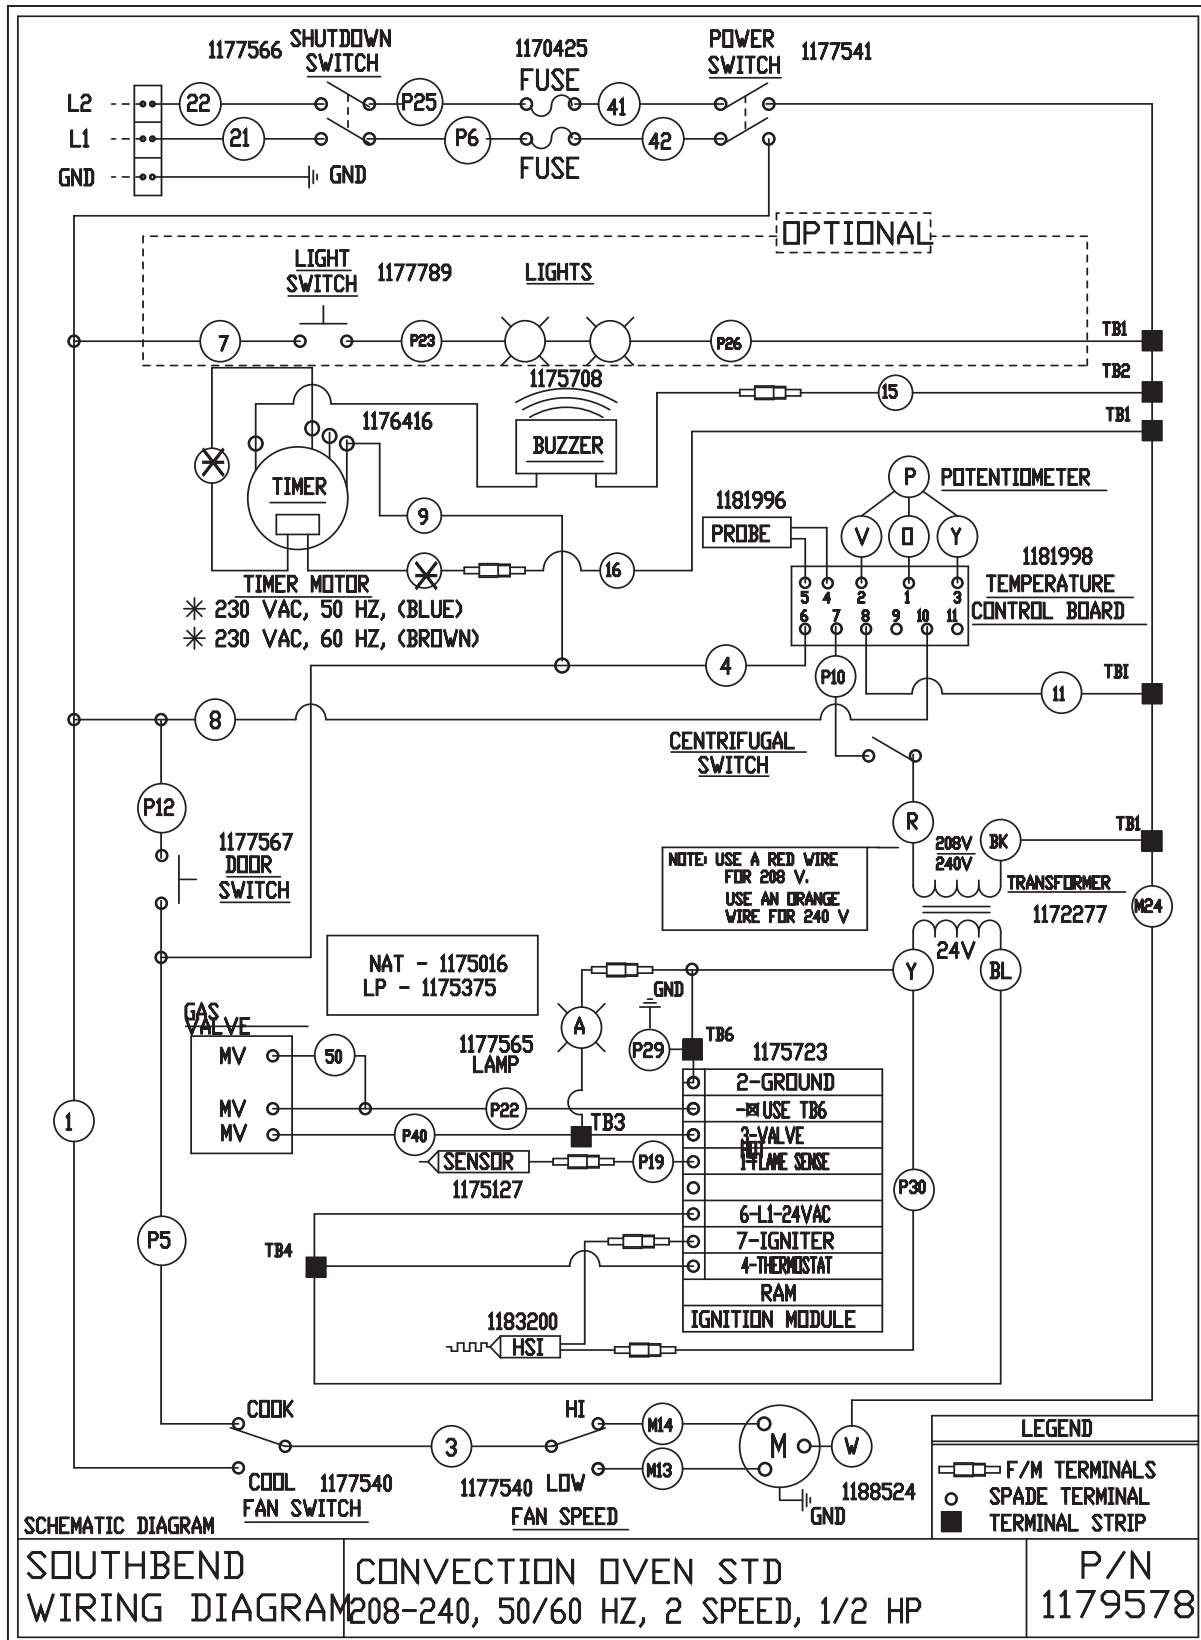 1177566 SHUTDOWN SWITCH
1170425
FUSE
POWER SWITCH 1177541
L2
22
P25
41
L1
21
P6
42
FUSE
GND
GND
OPTIONAL
LIGHT SWITCH
1177789
LIGHTS
7
P23
P26
TB1
1175708
TB2
15
TB1
1176416
BUZZER
TIMER
9
16
TIMER MOTOR
✳ 230 VAC, 50 HZ, (BLUE)
✳ 230 VAC, 60 HZ, (BROWN)
P
POTENTIOMETER
1181996
PROBE
V
O
Y
1181998
TEMPERATURE
CONTROL BOARD
5 4 2 1 3
6 7 8 9 10 11
4
P10
TBI
11
8
CENTRIFUGAL
SWITCH
P12
1177567
DOOR
SWITCH
R
208V
240V
BK
TB1
NOTE: USE A RED WIRE
FOR 208 V.
USE AN ORANGE
WIRE FOR 240 V
TRANSFORMER
1172277
M24
24V
Y
BL
NAT - 1175016
LP - 1175375
GND
A
GAS
VALVE
MV
50
1177565
LAMP
P29
TB6
1175723
2-GROUND
MV
P22
-⊠ USE TB6
1
MV
P40
TB3
3-VALVE
SENSOR
P19
1-FLAME SENSE
1175127
P30
6-L1-24VAC
P5
TB4
7-IGNITER
4-THERMOSTAT
RAM
IGNITION MODULE
1183200
HSI
COOK
HI
M14
3
M
W
M13
COOL 1177540
FAN SWITCH
1177540 LOW
FAN SPEED
GND
1188524
LEGEND
F/M TERMINALS
SPADE TERMINAL
TERMINAL STRIP
SCHEMATIC DIAGRAM
SOUTHBEND
WIRING DIAGRAM
CONVECTION OVEN STD
208-240, 50/60 HZ, 2 SPEED, 1/2 HP
P/N
1179578